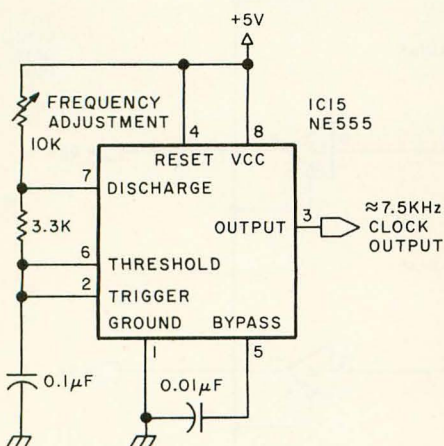 +5V
FREQUENCY
ADJUSTMENT
10K
4
8
IC15
NE555
RESET VCC
7
DISCHARGE
3.3K
OUTPUT
3
≈7.5KHz
CLOCK
OUTPUT
6
THRESHOLD
2
TRIGGER
GROUND
BYPASS
1
5
0.1µF
0.01µF